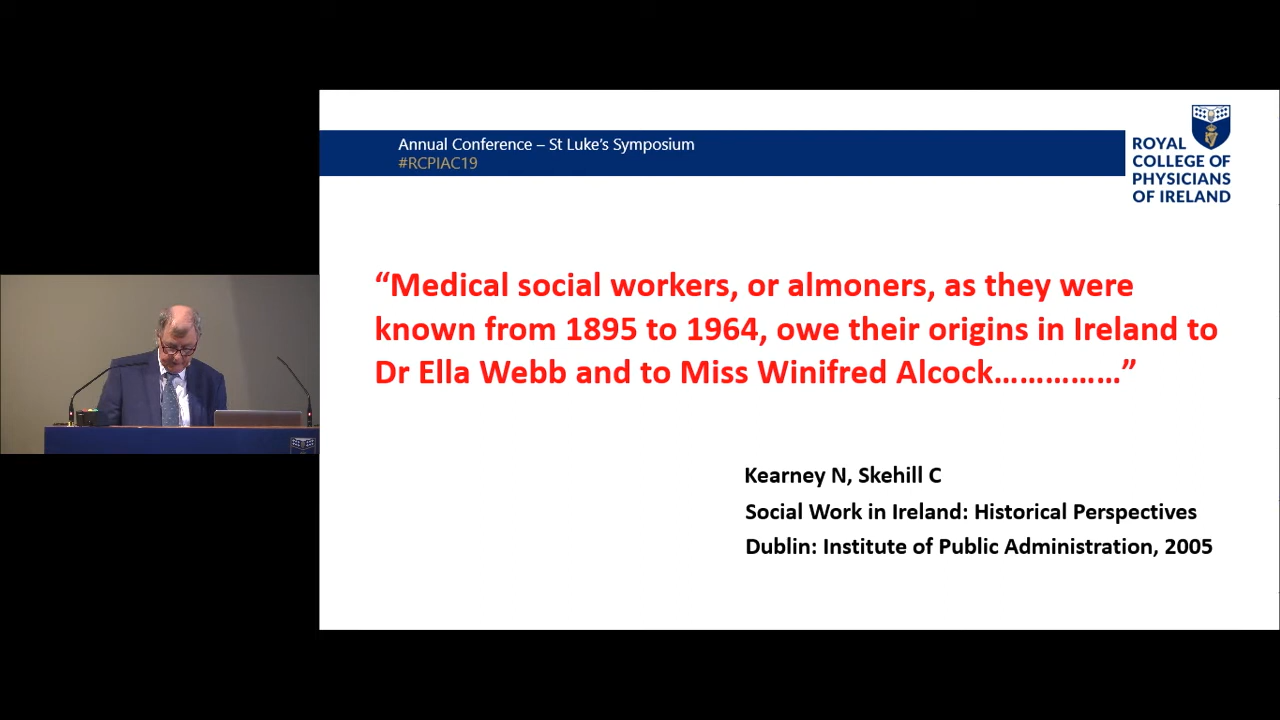 Annual Conference – St Luke's Symposium
#RCPIAC19
ROYAL
COLLEGE OF
PHYSICIANS
OF IRELAND
“Medical social workers, or almoners, as they were
known from 1895 to 1964, owe their origins in Ireland to
Dr Ella Webb and to Miss Winifred Alcock……………”
Kearney N, Skehill C
Social Work in Ireland: Historical Perspectives
Dublin: Institute of Public Administration, 2005